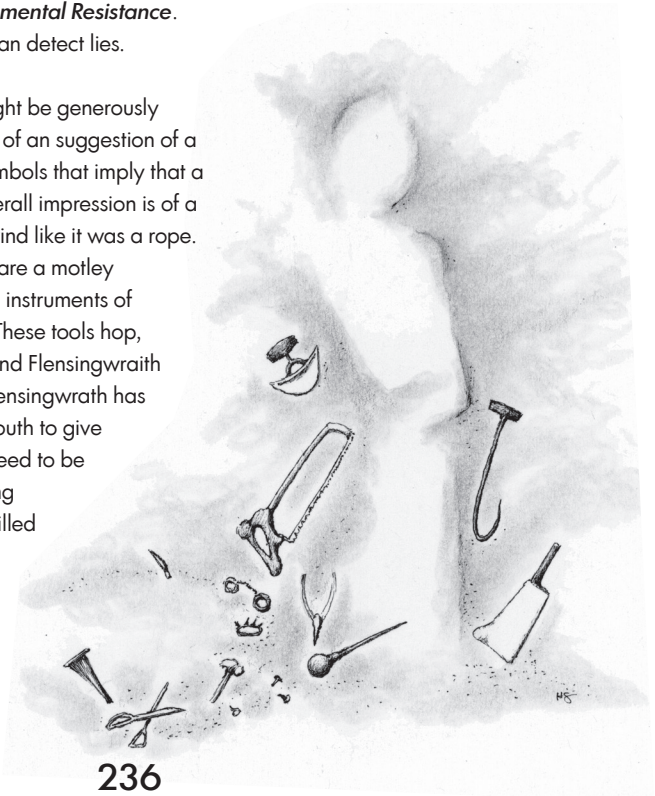 mental Resistance.
an detect lies.
ght be generously
of an suggestion of a
mbols that imply that a
erall impression is of a
ind like it was a rope.
are a motley
instruments of
These tools hop,
nd Flensingwraith
ensingwrath has
outh to give
eed to be
ng
illed
HS
236